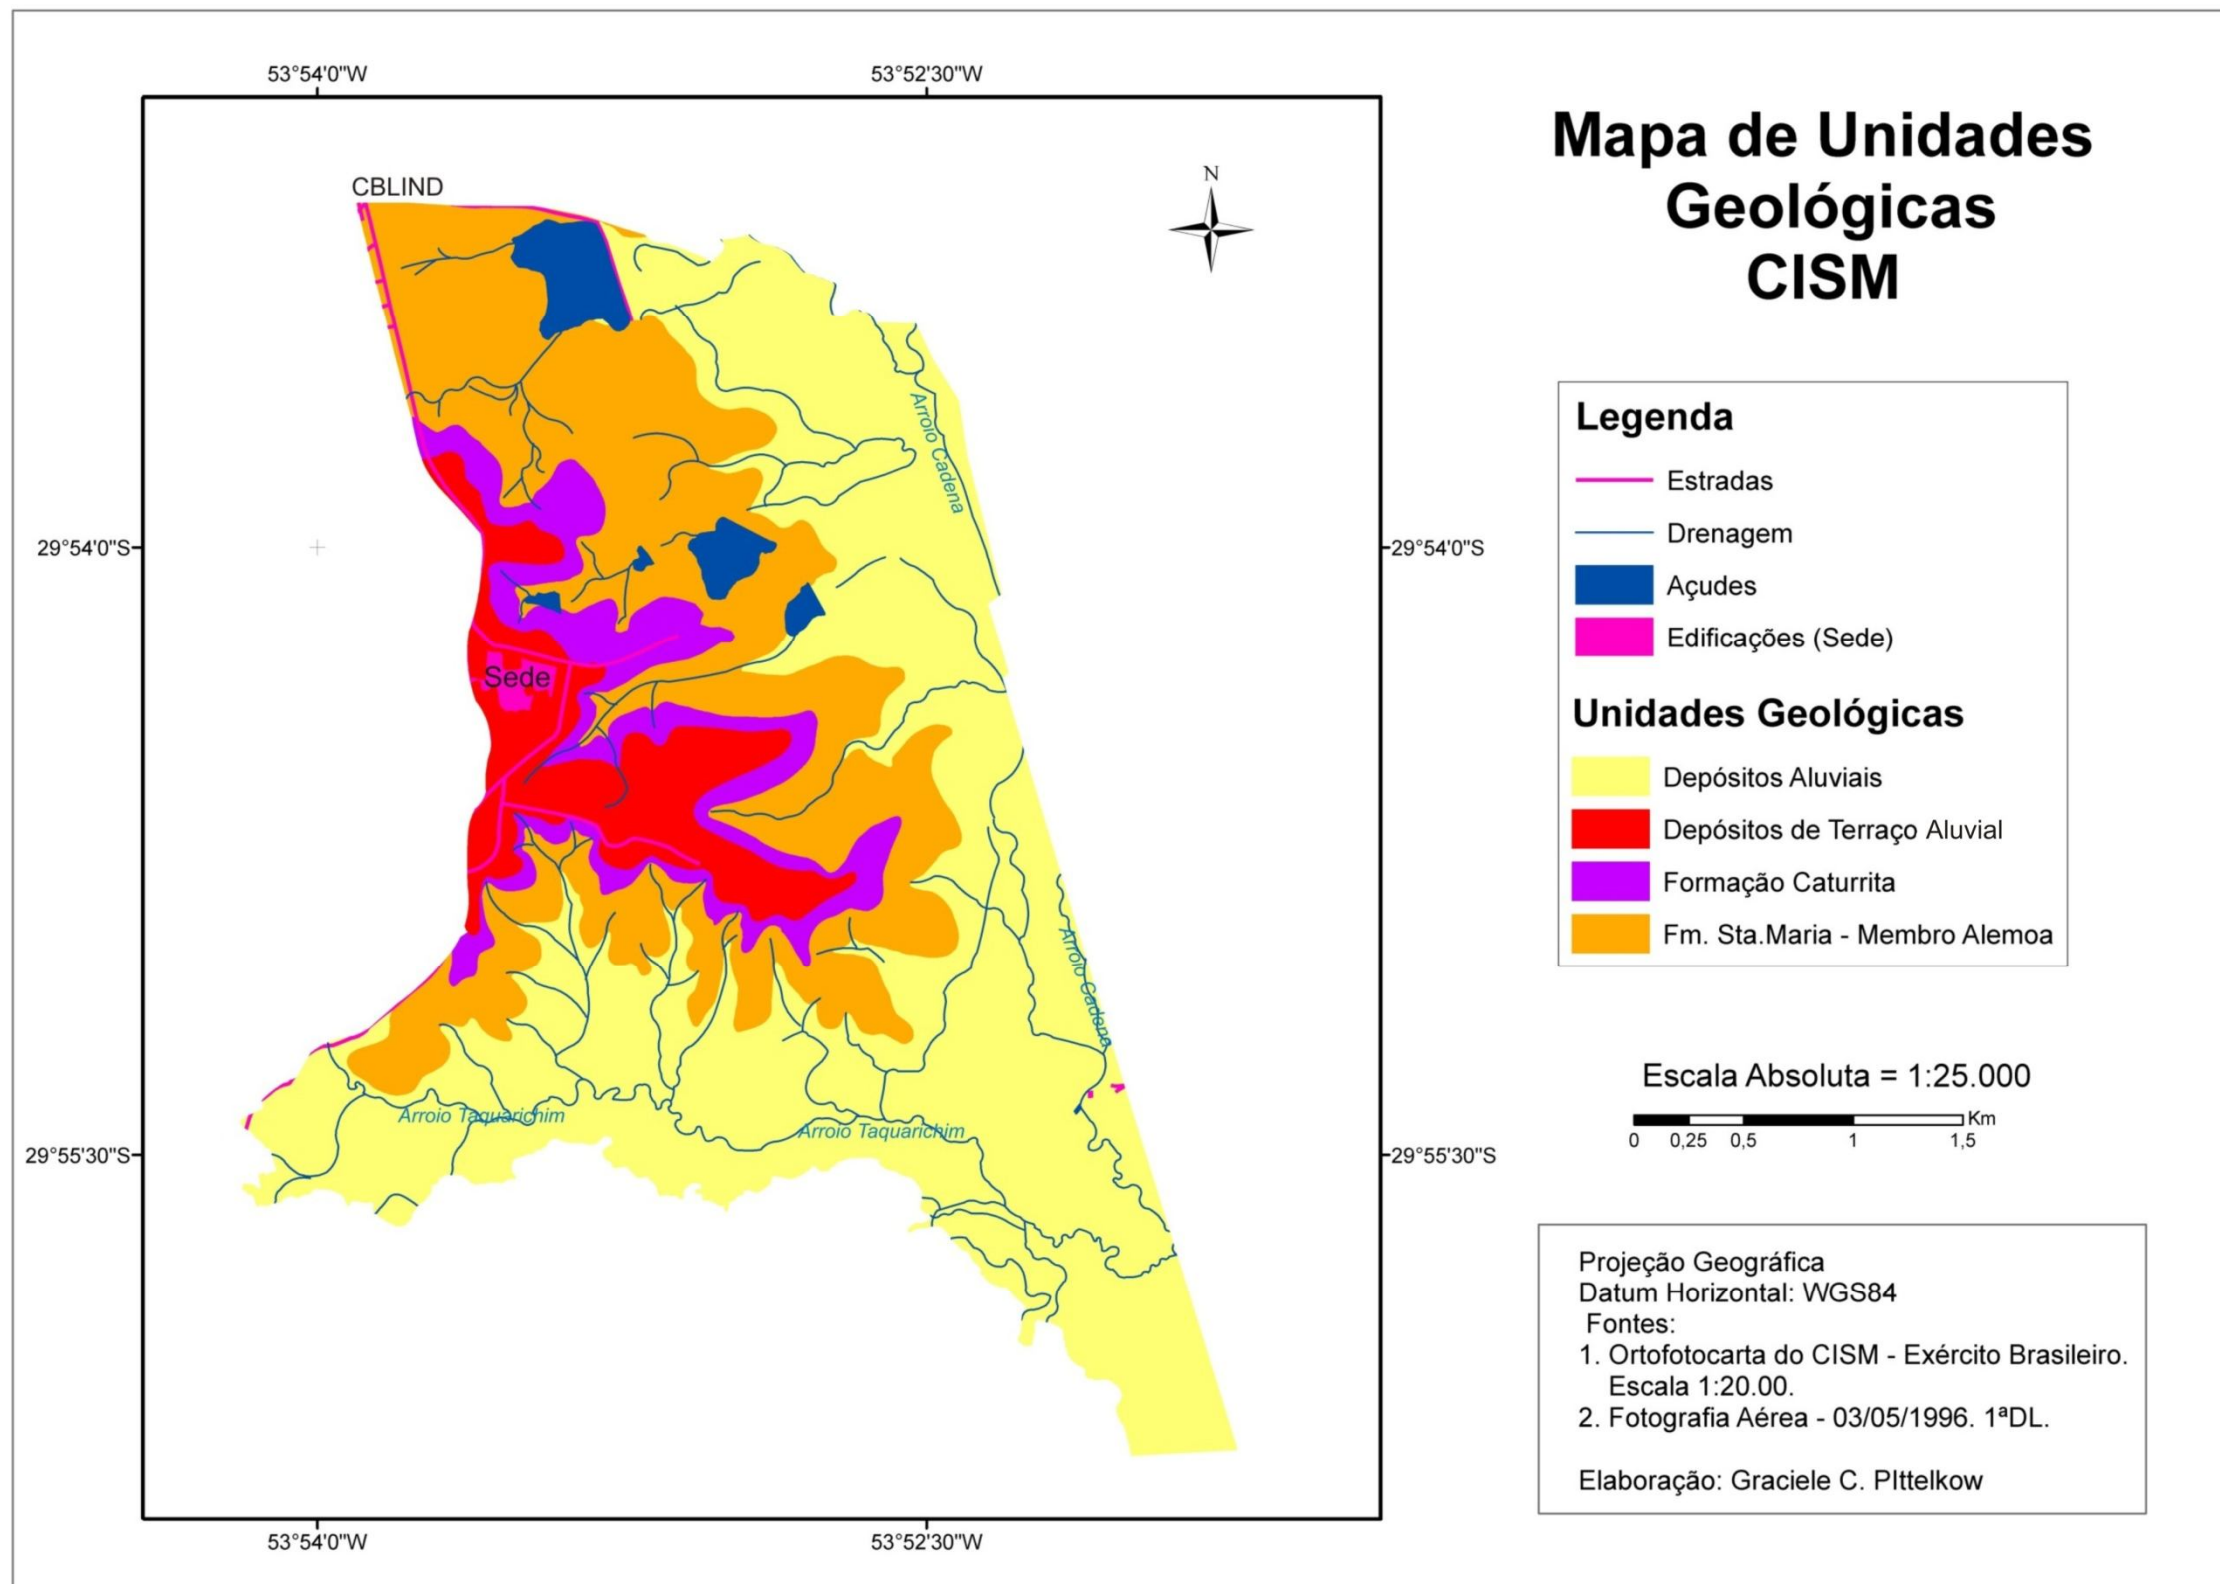 53°54'0"W
53°52'30"W
Mapa de Unidades
Geológicas
CISM
CBLIND
N
Legenda
Estradas
Drenagem
Açudes
Edificações (Sede)
Unidades Geológicas
Depósitos Aluviais
Depósitos de Terraço Aluvial
Formação Caturrita
Fm. Sta.Maria - Membro Alemoa
Arroio Cadena
29°54'0"S
29°54'0"S
Sede
Arroio Cadena
Arroio Taquarichim
Arroio Taquarichim
29°55'30"S
29°55'30"S
Escala Absoluta = 1:25.000
Km
0 0,25 0,5 1 1,5
Projeção Geográfica
Datum Horizontal: WGS84
Fontes:
1. Ortofotocarta do CISM - Exército Brasileiro.
Escala 1:20.00.
2. Fotografia Aérea - 03/05/1996. 1ªDL.
Elaboração: Graciele C. PIttelkow
53°54'0"W
53°52'30"W